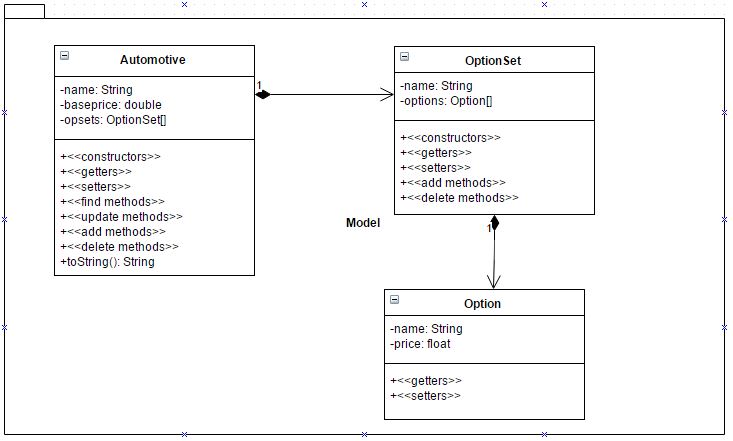 Automotive
-name: String
-baseprice: double
-opsets: OptionSet[]
+<<constructors>>
+<<getters>>
+<<setters>>
+<<find methods>>
+<<update methods>>
+<<add methods>>
+<<delete methods>>
+toString(): String
1
OptionSet
-name: String
-options: Option[]
+<<constructors>>
+<<getters>>
+<<setters>>
+<<add methods>>
+<<delete methods>>
Model
1
Option
-name: String
-price: float
+<<getters>>
+<<setters>>